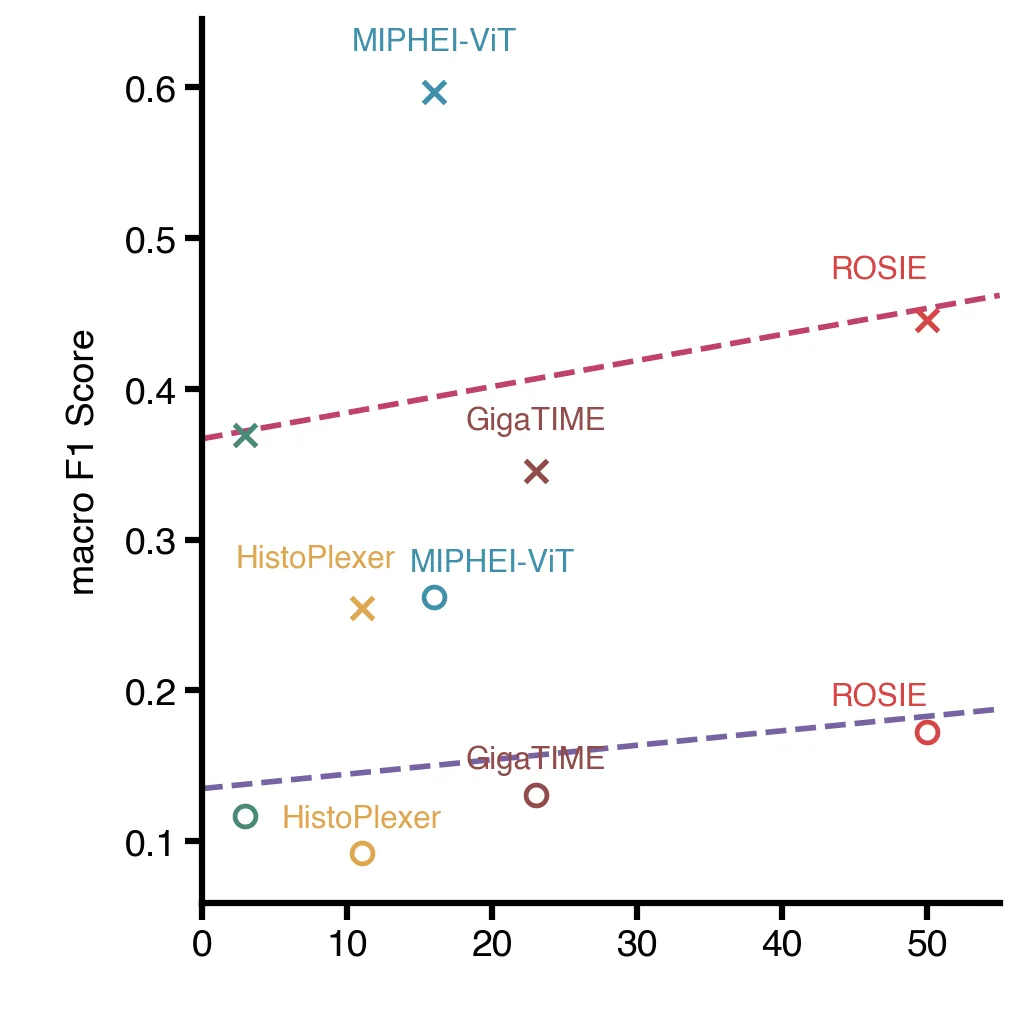 MIPHEI-ViT
0.6
0.5
ROSIE
0.4
GigaTIME
macro F1 Score
0.3
HistoPlexer
MIPHEI-ViT
0.2
ROSIE
GigaTIME
HistoPlexer
0.1
0 10 20 30 40 50